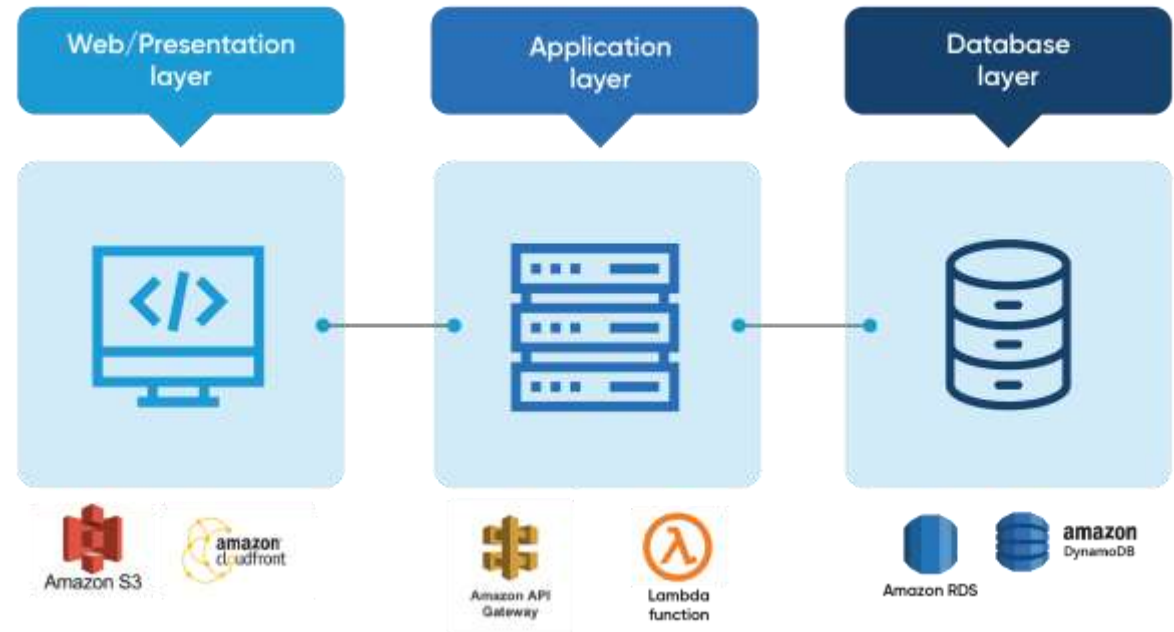 Web/Presentation
layer
Application
layer
Database
layer
</>
Amazon S3
amazon
cloudfront
Amazon API
Gateway
λ
Lambda
function
Amazon RDS
amazon
DynamoDB